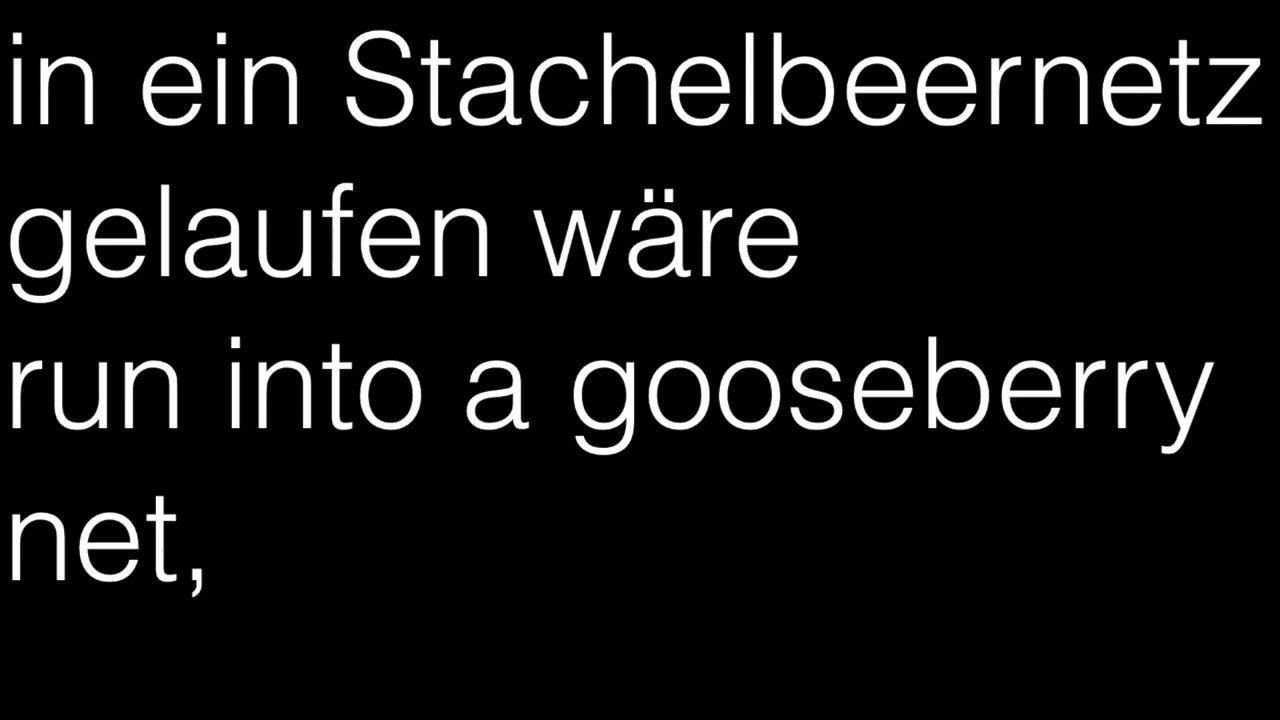 in ein Stachelbeernetz
gelaufen wäre
run into a gooseberry
net,